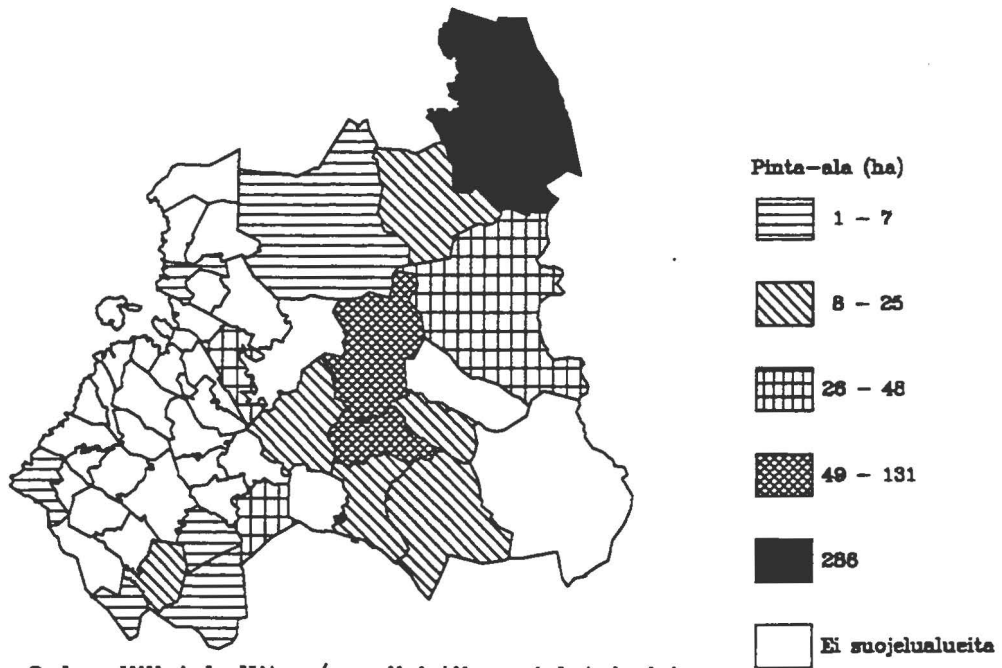 Pinta-ala (ha)
1 - 7
8 - 25
26 - 48
49 - 131
286
Ei suojelualueita